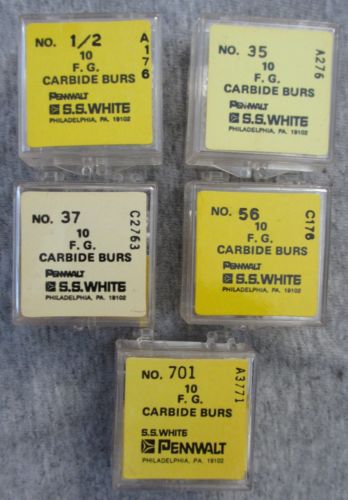 NO. 1/2
10
F. G.
CARBIDE BURS
PENNWALT
S.S.WHITE
PHILADELPHIA, PA. 19102
A176
NO. 35
10
F. G.
CARBIDE BURS
PENNWALT
S.S.WHITE
PHILADELPHIA, PA. 19102
A276
NO. 37
10
F. G.
CARBIDE BURS
PENNWALT
S.S.WHITE
PHILADELPHIA, PA. 19102
C2763
NO. 56
10
F. G.
CARBIDE BURS
PENNWALT
S.S.WHITE
PHILADELPHIA, PA. 19102
C176
NO. 701
10
F. G.
CARBIDE BURS
S.S.WHITE
PENNWALT
PHILADELPHIA, PA. 19102
A3771